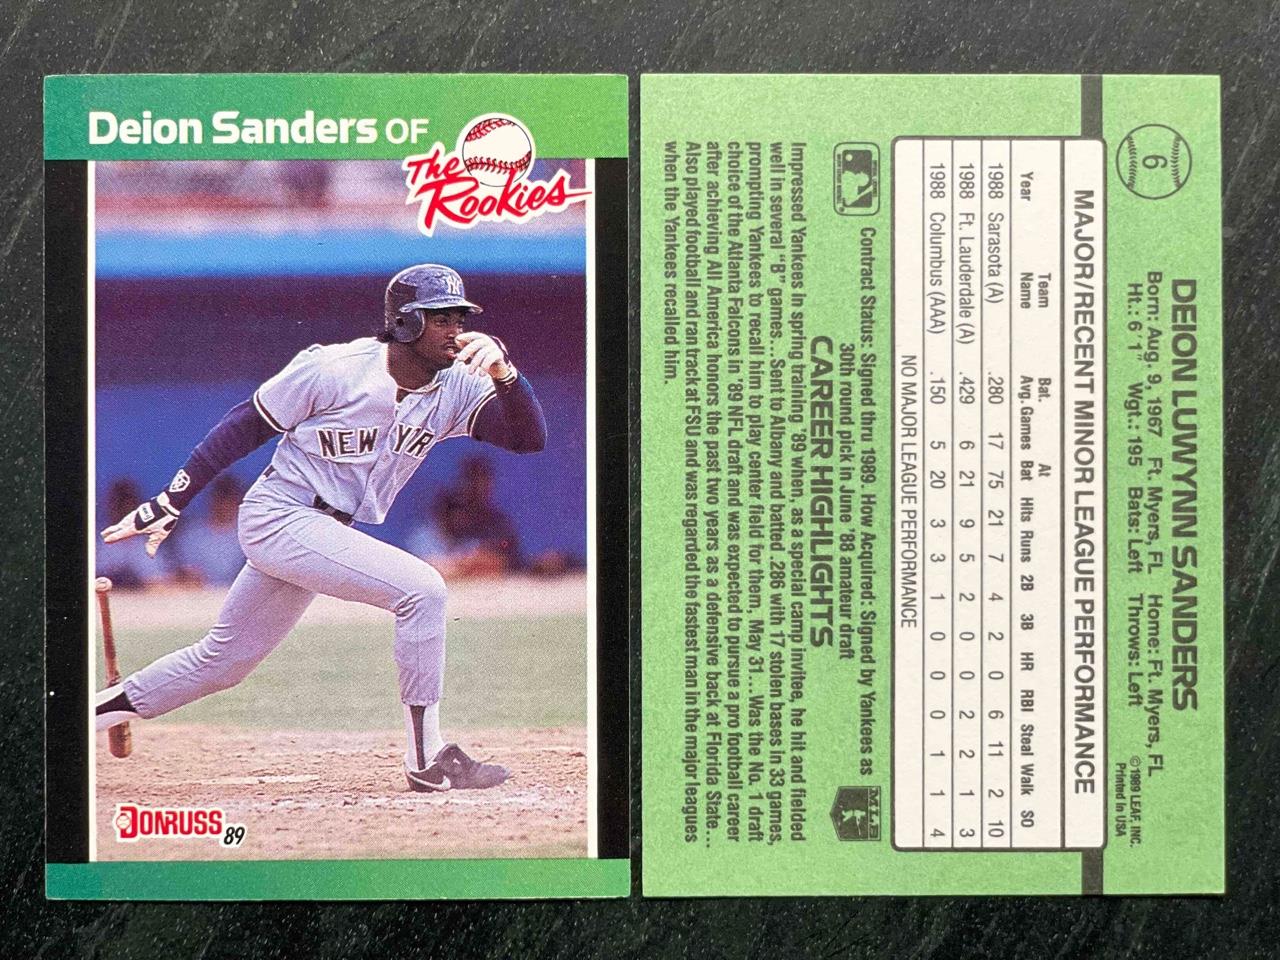 Deion Sanders OF
The
Rookies
NY
NEW YOR
DONRUSS
89
6
DEION LUWYNN SANDERS
Born: Aug. 9, 1967 Ft. Myers, FL Home: Ft. Myers, FL
Ht.: 6'1" Wgt.: 195 Bats: Left Throws: Left
©1989 LEAF, INC.
Printed in USA
MAJOR/RECENT MINOR LEAGUE PERFORMANCE
Year Team Name Bat. Avg. Games At Bat Hits Runs 2B 3B HR RBI Steal Walk SO
1988 Sarasota (A) .280 17 75 21 7 4 2 0 6 11 2 10
1988 Ft. Lauderdale (A) .429 6 21 9 5 2 0 0 2 2 1 3
1988 Columbus (AAA) .150 5 20 3 3 1 0 0 0 1 1 4
NO MAJOR LEAGUE PERFORMANCE
Contract Status: Signed thru 1989. How Acquired: Signed by Yankees as
30th round pick in June '88 amateur draft
MLB
CAREER HIGHLIGHTS
Impressed Yankees in spring training '89 when, as a special camp invitee, he hit and fielded
well in several "B" games... Sent to Albany and batted .286 with 17 stolen bases in 33 games,
prompting Yankees to recall him to play center field for them, May 31... Was the No. 1 draft
choice of the Atlanta Falcons in '89 NFL draft and was expected to pursue a pro football career
after achieving All America honors the past two years as a defensive back at Florida State...
Also played football and ran track at FSU and was regarded the fastest man in the major leagues
when the Yankees recalled him.